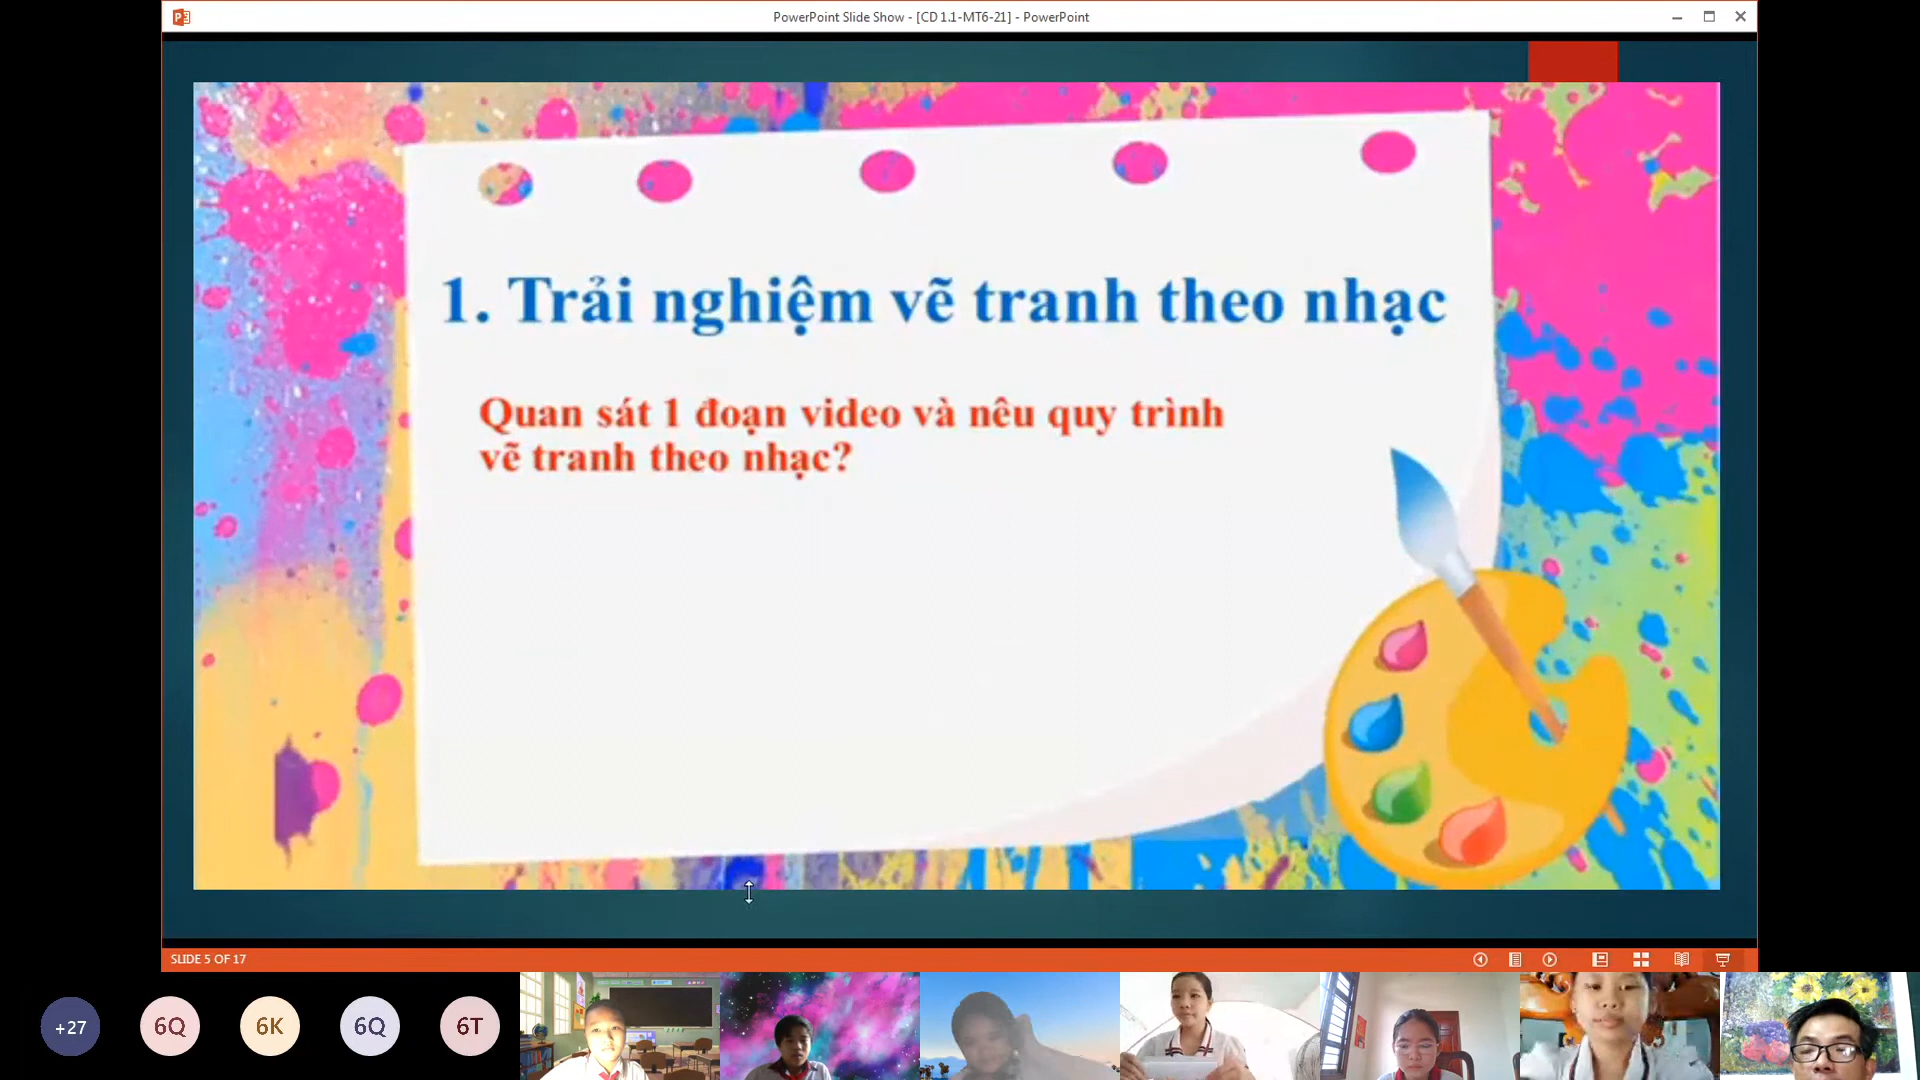 PowerPoint Slide Show - [CD 1.1-MT6-21] - PowerPoint
1. Trải nghiệm vẽ tranh theo nhạc
Quan sát 1 đoạn video và nêu quy trình
vẽ tranh theo nhạc?
SLIDE 5 OF 17
+27
6Q
6K
6Q
6T